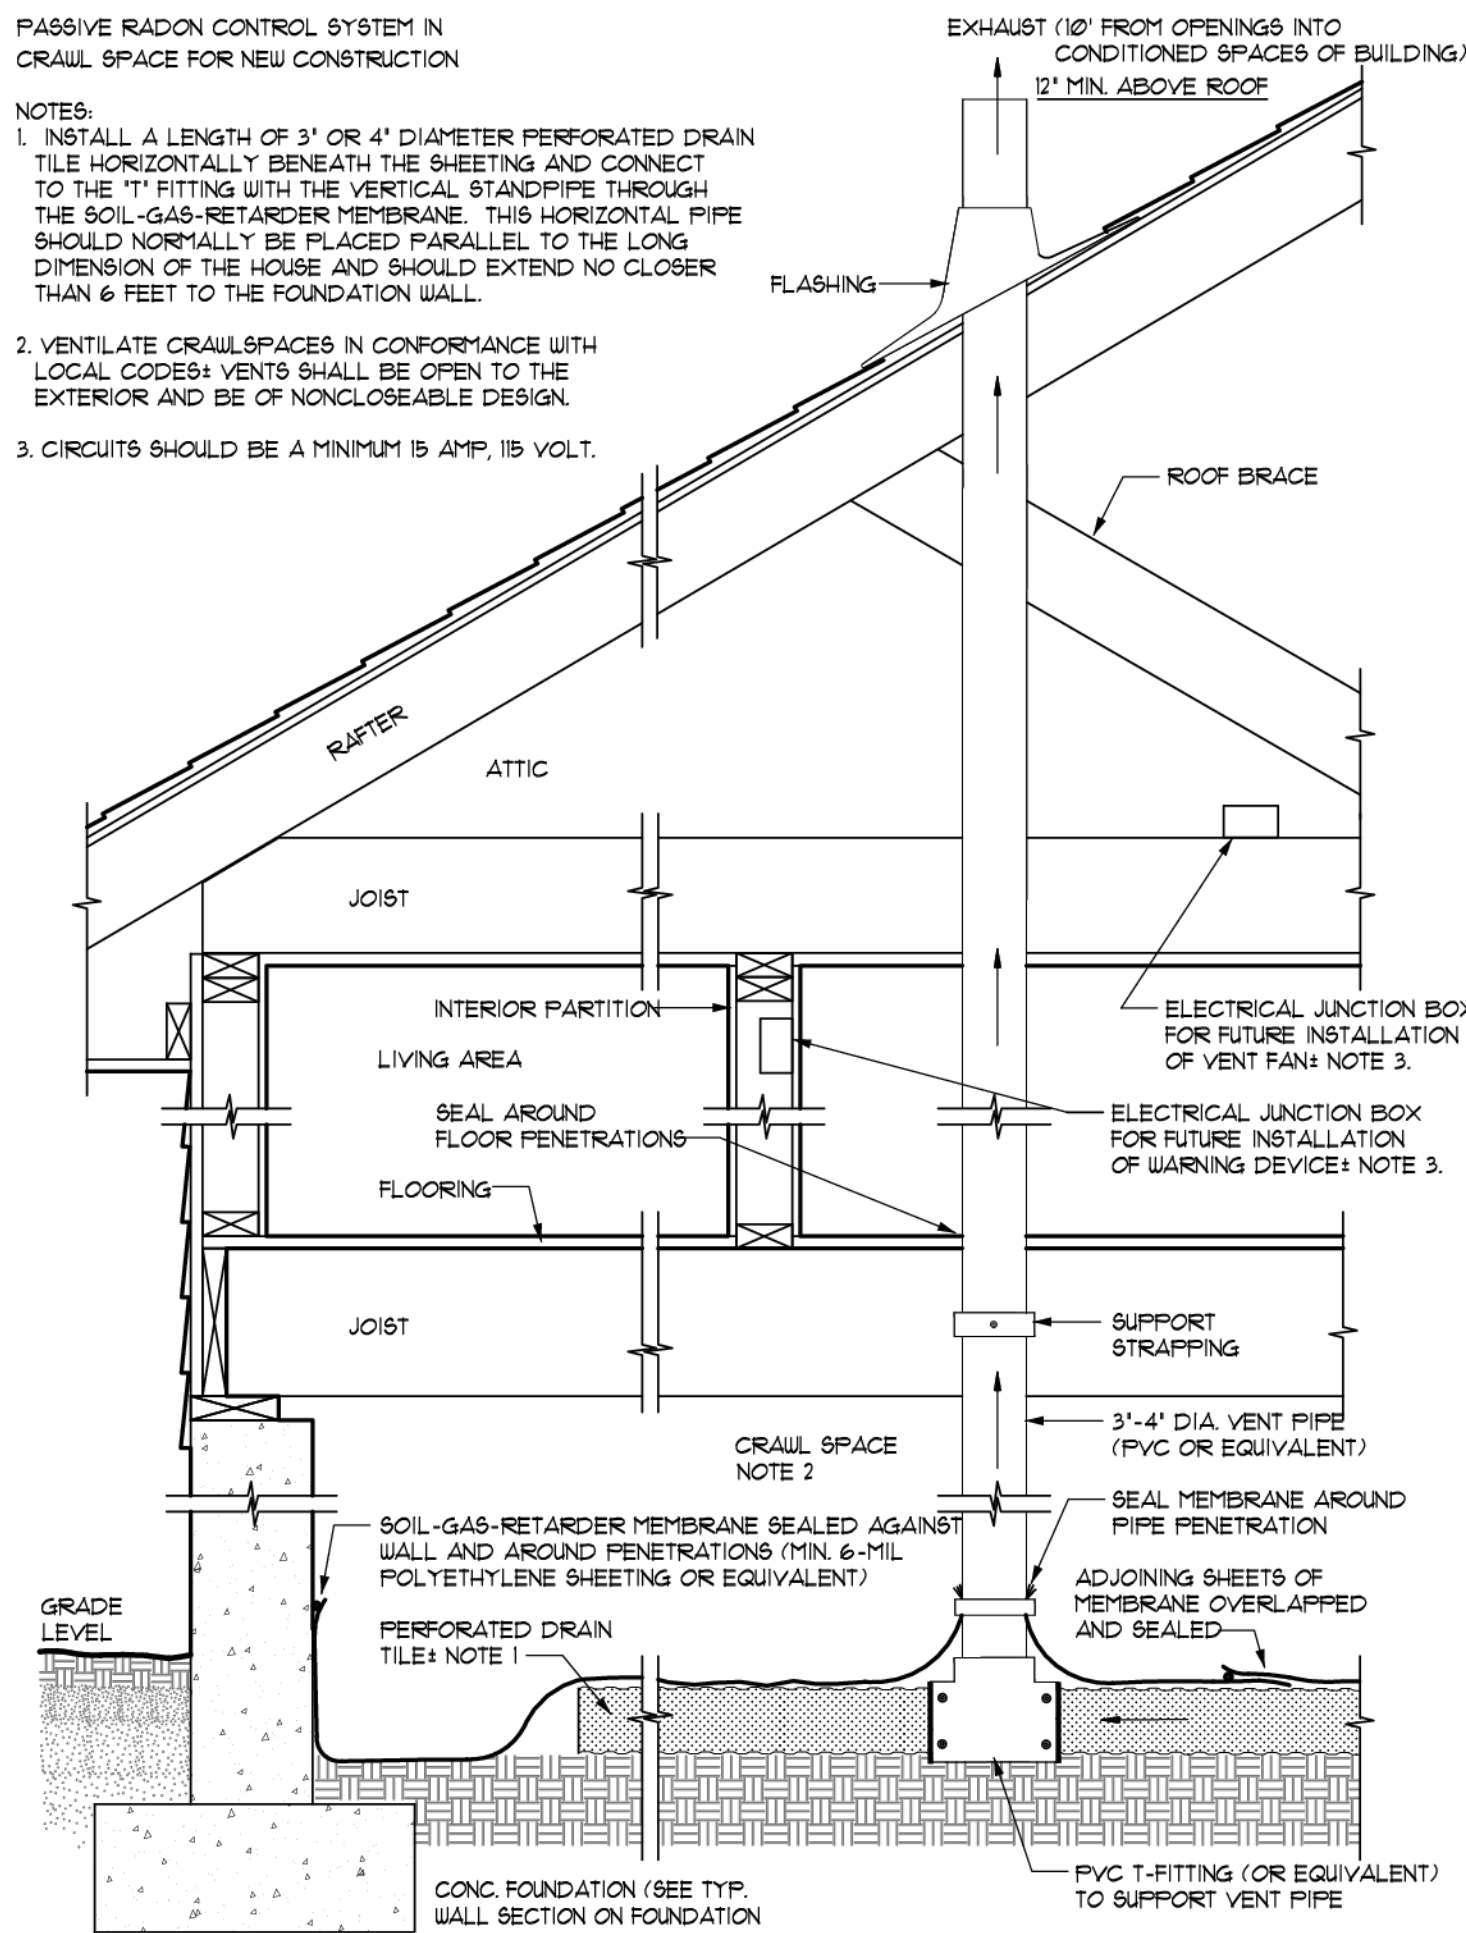 PASSIVE RADON CONTROL SYSTEM IN
CRAWL SPACE FOR NEW CONSTRUCTION
NOTES:
1. INSTALL A LENGTH OF 3" OR 4" DIAMETER PERFORATED DRAIN
TILE HORIZONTALLY BENEATH THE SHEETING AND CONNECT
TO THE "T" FITTING WITH THE VERTICAL STANDPIPE THROUGH
THE SOIL-GAS-RETARDER MEMBRANE. THIS HORIZONTAL PIPE
SHOULD NORMALLY BE PLACED PARALLEL TO THE LONG
DIMENSION OF THE HOUSE AND SHOULD EXTEND NO CLOSER
THAN 6 FEET TO THE FOUNDATION WALL.
2. VENTILATE CRAWLSPACES IN CONFORMANCE WITH
LOCAL CODES± VENTS SHALL BE OPEN TO THE
EXTERIOR AND BE OF NONCLOSEABLE DESIGN.
3. CIRCUITS SHOULD BE A MINIMUM 15 AMP, 115 VOLT.
EXHAUST (10' FROM OPENINGS INTO
CONDITIONED SPACES OF BUILDING)
12" MIN. ABOVE ROOF
FLASHING
ROOF BRACE
RAFTER
ATTIC
JOIST
INTERIOR PARTITION
LIVING AREA
SEAL AROUND
FLOOR PENETRATIONS
FLOORING
ELECTRICAL JUNCTION BOX
FOR FUTURE INSTALLATION
OF VENT FAN± NOTE 3.
ELECTRICAL JUNCTION BOX
FOR FUTURE INSTALLATION
OF WARNING DEVICE± NOTE 3.
JOIST
SUPPORT
STRAPPING
3"-4" DIA. VENT PIPE
(PVC OR EQUIVALENT)
CRAWL SPACE
NOTE 2
SEAL MEMBRANE AROUND
PIPE PENETRATION
SOIL-GAS-RETARDER MEMBRANE SEALED AGAINST
WALL AND AROUND PENETRATIONS (MIN. 6-MIL
POLYETHYLENE SHEETING OR EQUIVALENT)
ADJOINING SHEETS OF
MEMBRANE OVERLAPPED
AND SEALED
GRADE
LEVEL
PERFORATED DRAIN
TILE± NOTE 1
PVC T-FITTING (OR EQUIVALENT)
TO SUPPORT VENT PIPE
CONC. FOUNDATION (SEE TYP.
WALL SECTION ON FOUNDATION